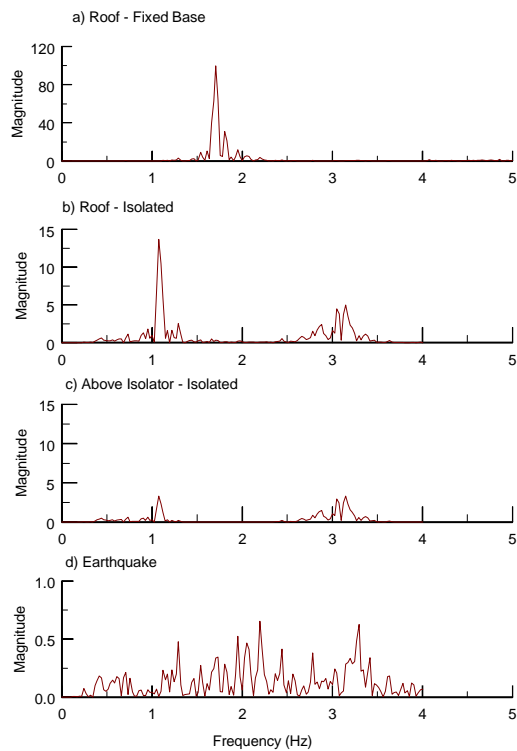 a) Roof - Fixed Base
120
80
40
0
Magnitude
0 1 2 3 4 5
b) Roof - Isolated
15
10
5
0
Magnitude
0 1 2 3 4 5
c) Above Isolator - Isolated
15
10
5
0
Magnitude
0 1 2 3 4 5
d) Earthquake
1.0
0.5
0.0
Magnitude
0 1 2 3 4 5
Frequency (Hz)